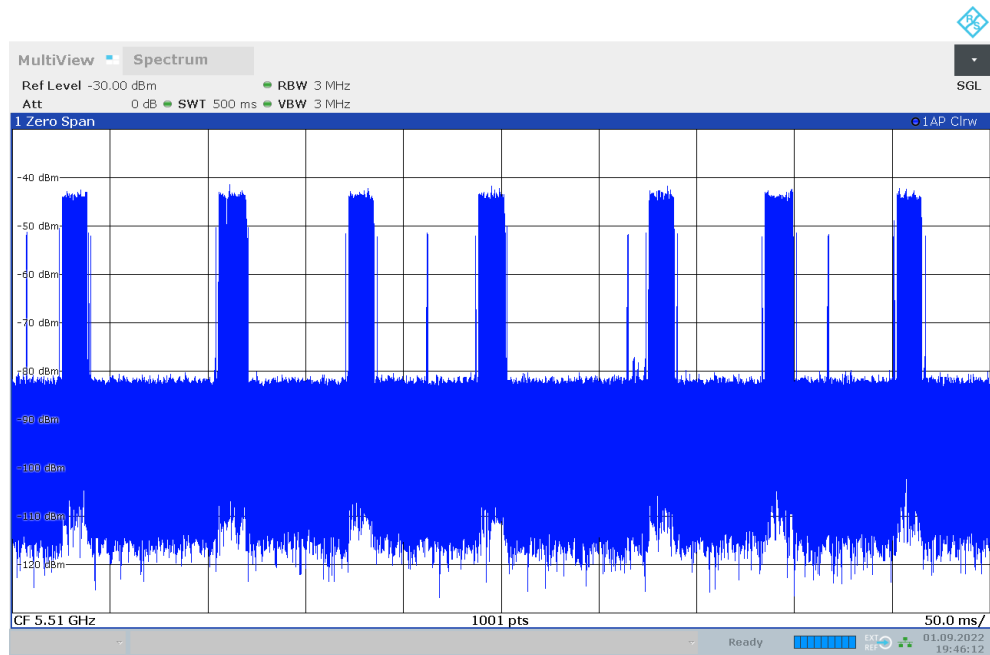 R S
MultiView Spectrum
Ref Level -30.00 dBm RBW 3 MHz SGL
Att 0 dB SWT 500 ms VBW 3 MHz
1 Zero Span 1AP Clrw
-40 dBm
-50 dBm
-60 dBm
-70 dBm
-80 dBm
-90 dBm
-100 dBm
-110 dBm
-120 dBm
CF 5.51 GHz 1001 pts 50.0 ms/
Ready EXT REF 01.09.2022
19:46:12